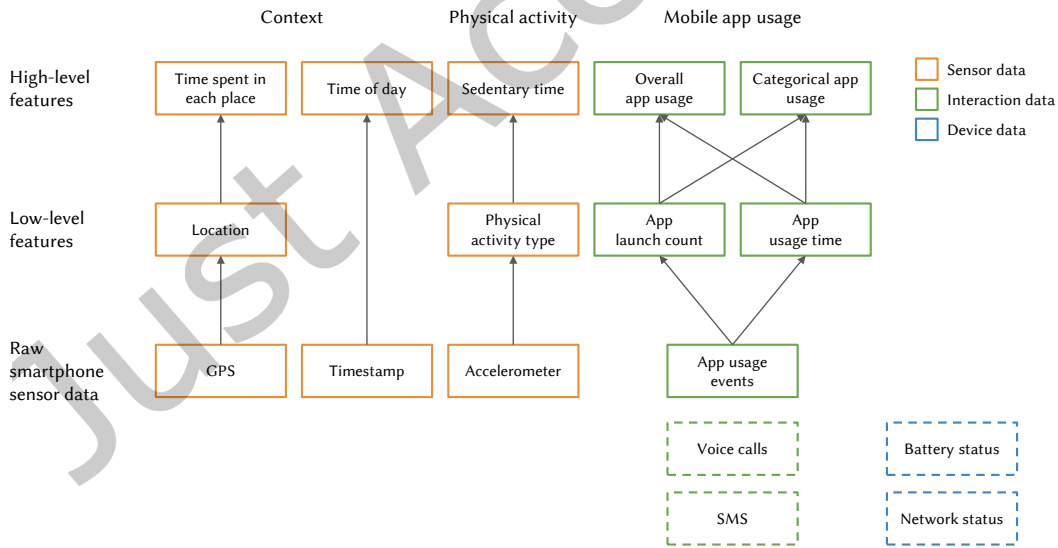 Context
Physical activity
Mobile app usage
High-level
features
Time spent in
each place
Time of day
Sedentary time
Overall
app usage
Categorical app
usage
Sensor data
Interaction data
Device data
Low-level
features
Location
Physical
activity type
App
launch count
App
usage time
Raw
smartphone
sensor data
GPS
Timestamp
Accelerometer
App usage
events
Voice calls
Battery status
SMS
Network status
Just Acc